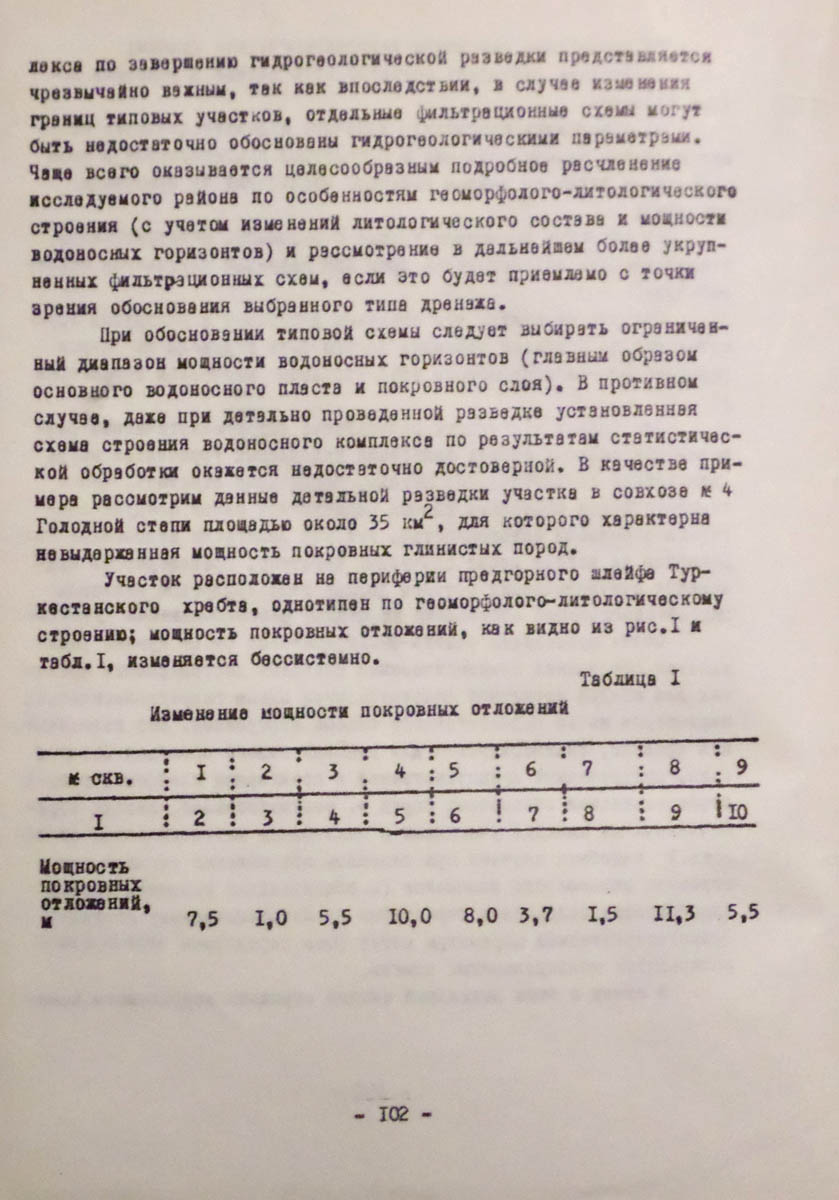 лекса по завершению гидрогеологической разведки представляется
чрезвычайно важным, так как впоследствии, в случае изменения
границ типовых участков, отдельные фильтрационные схемы могут
быть недостаточно обоснованы гидрогеологическими параметрами.
Чаще всего оказывается целесообразным подробное расчленение
исследуемого района по особенностям геоморфолого-литологического
строения (с учетом изменений литологического состава и мощности
водоносных горизонтов) и рассмотрение в дальнейшем более укруп-
ненных фильтрационных схем, если это будет приемлемо с точки
зрения обоснования выбранного типа дренажа.
При обосновании типовой схемы следует выбирать ограничен-
ный диапазон мощности водоносных горизонтов (главным образом
основного водоносного пласта и покровного слоя). В противном
случае, даже при детально проведенной разведке установленная
схема строения водоносного комплекса по результатам статистичес-
кой обработки окажется недостаточно достоверной. В качестве при-
мера рассмотрим данные детальной разведки участка в совхозе № 4
Голодной степи площадью около 35 км², для которого характерна
невыдержанная мощность покровных глинистых пород.
Участок расположен на периферии предгорного шлейфа Тур-
кестанского хребта, однотипен по геоморфолого-литологическому
строению; мощность покровных отложений, как видно из рис.I и
табл.I, изменяется бессистемно.
Таблица I
Изменение мощности покровных отложений
№ скв. : I : 2 : 3 : 4 : 5 : 6 : 7 : 8 : 9
I : 2 : 3 : 4 : 5 : 6 : 7 : 8 : 9 : IO
Мощность
покровных
отложений,
м 7,5 I,0 5,5 IO,0 8,0 3,7 I,5 II,3 5,5
- IO2 -